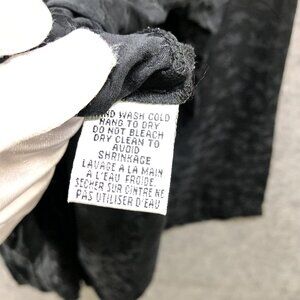 HAND WASH COLD
HANG TO DRY
DO NOT BLEACH
DRY CLEAN TO
AVOID
SHRINKAGE
LAVAGE A LA MAIN
A L'EAU FROIDE.
SECHER SUR CINTRE NE
PAS UTILISER D'EAU